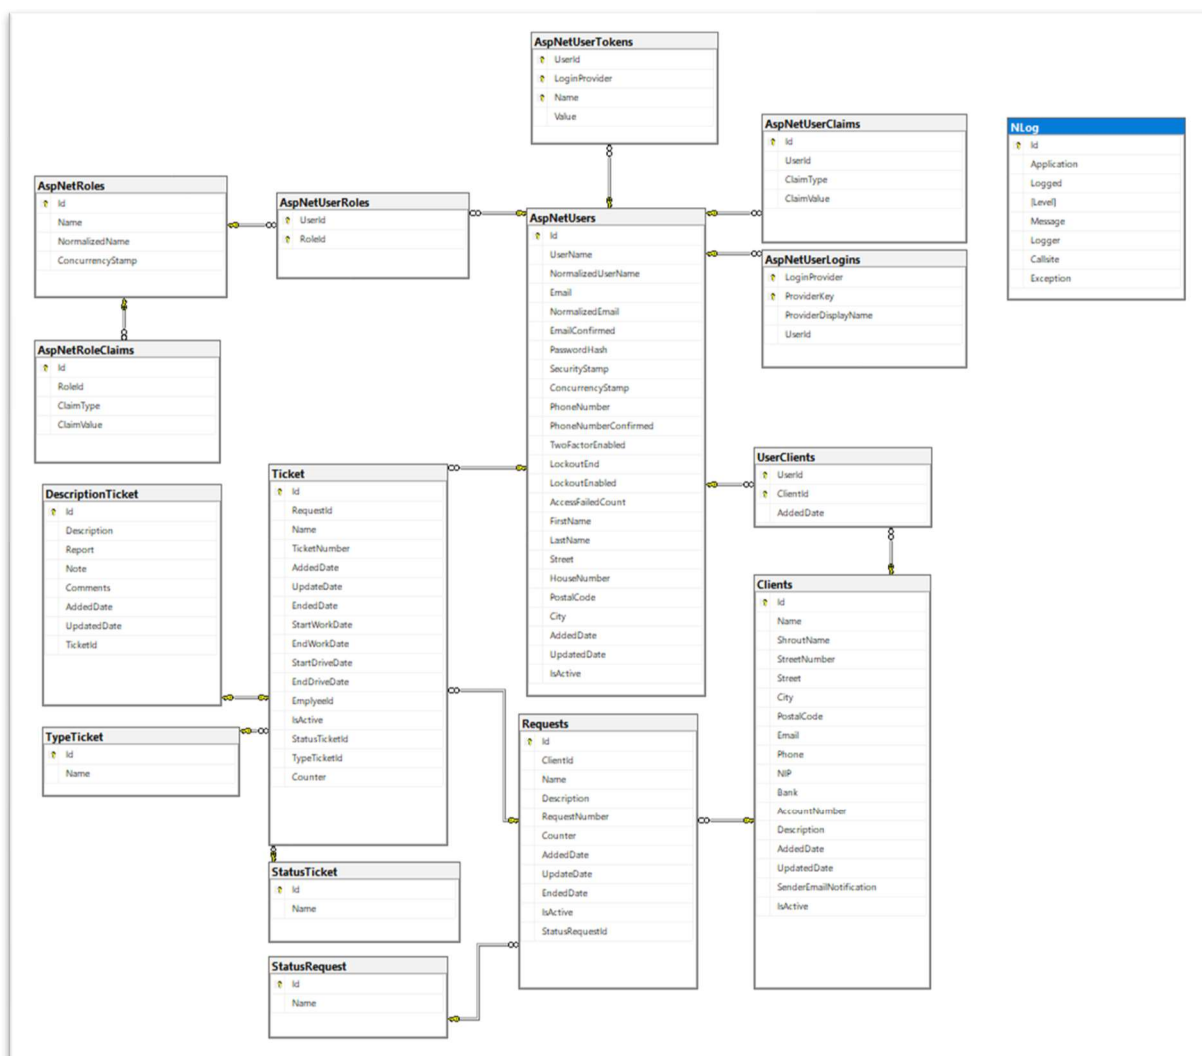 AspNetUserTokens
UserId
LoginProvider
Name
Value
AspNetUserClaims
Id
UserId
ClaimType
ClaimValue
NLog
Id
Application
Logged
[Level]
Message
Logger
Callsite
Exception
AspNetRoles
Id
Name
NormalizedName
ConcurrencyStamp
AspNetUserRoles
UserId
RoleId
AspNetUsers
Id
UserName
NormalizedUserName
Email
NormalizedEmail
EmailConfirmed
PasswordHash
SecurityStamp
ConcurrencyStamp
PhoneNumber
PhoneNumberConfirmed
TwoFactorEnabled
LockoutEnd
LockoutEnabled
AccessFailedCount
FirstName
LastName
Street
HouseNumber
PostalCode
City
AddedDate
UpdatedDate
IsActive
AspNetUserLogins
LoginProvider
ProviderKey
ProviderDisplayName
UserId
AspNetRoleClaims
Id
RoleId
ClaimType
ClaimValue
UserClients
UserId
ClientId
AddedDate
Ticket
Id
RequestId
Name
TicketNumber
AddedDate
UpdateDate
EndedDate
StartWorkDate
EndWorkDate
StartDriveDate
EndDriveDate
EmplyeeId
IsActive
StatusTicketId
TypeTicketId
Counter
DescriptionTicket
Id
Description
Report
Note
Comments
AddedDate
UpdatedDate
TicketId
Clients
Id
Name
ShroutName
StreetNumber
Street
City
PostalCode
Email
Phone
NIP
Bank
AccountNumber
Description
AddedDate
UpdatedDate
SenderEmailNotification
IsActive
TypeTicket
Id
Name
Requests
Id
ClientId
Name
Description
RequestNumber
Counter
AddedDate
UpdateDate
EndedDate
IsActive
StatusRequestId
StatusTicket
Id
Name
StatusRequest
Id
Name